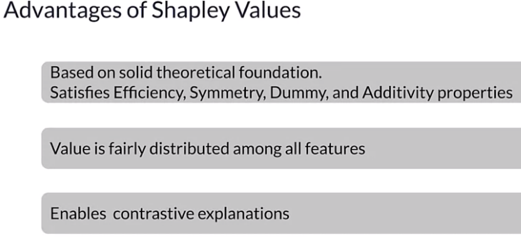 Advantages of Shapley Values
Based on solid theoretical foundation.
Satisfies Efficiency, Symmetry, Dummy, and Additivity properties
Value is fairly distributed among all features
Enables contrastive explanations